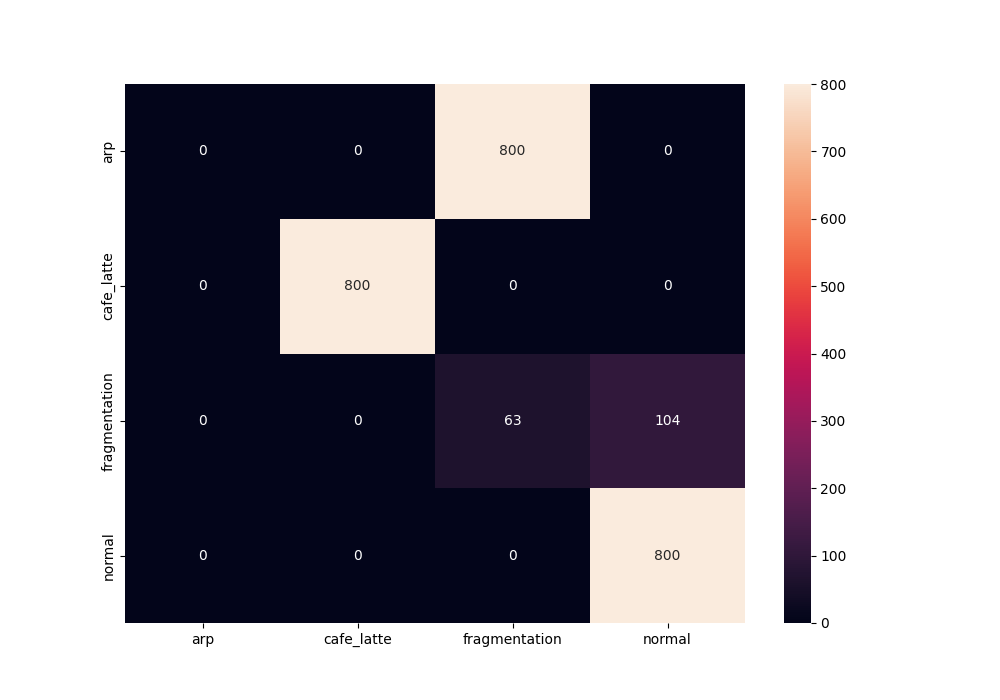 arp 0 0 800 0
cafe_latte 0 800 0 0
fragmentation 0 0 63 104
normal 0 0 0 800
arp cafe_latte fragmentation normal
800
700
600
500
400
300
200
100
0